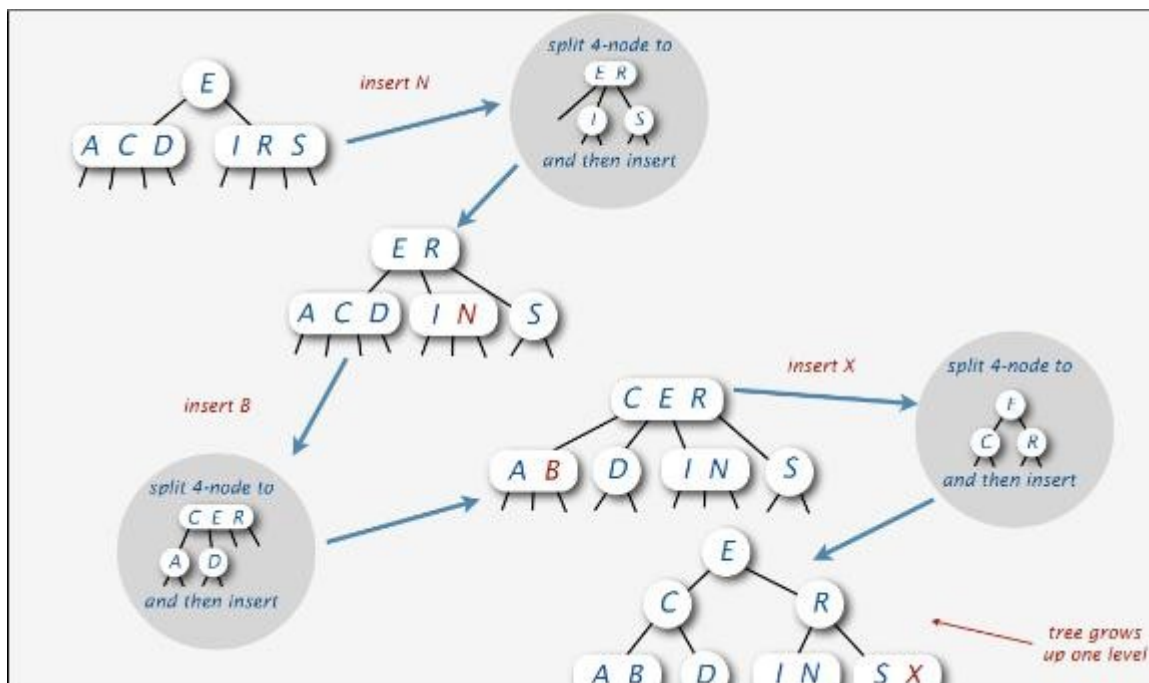 E
A C D
I R S
insert N
split 4-node to
E R
I S
and then insert
E R
A C D
I N
S
insert B
split 4-node to
C E R
A D
and then insert
C E R
A B
D
I N
S
insert X
split 4-node to
C R
and then insert
E
C R
A B
D
I N
S X
tree grows
up one level